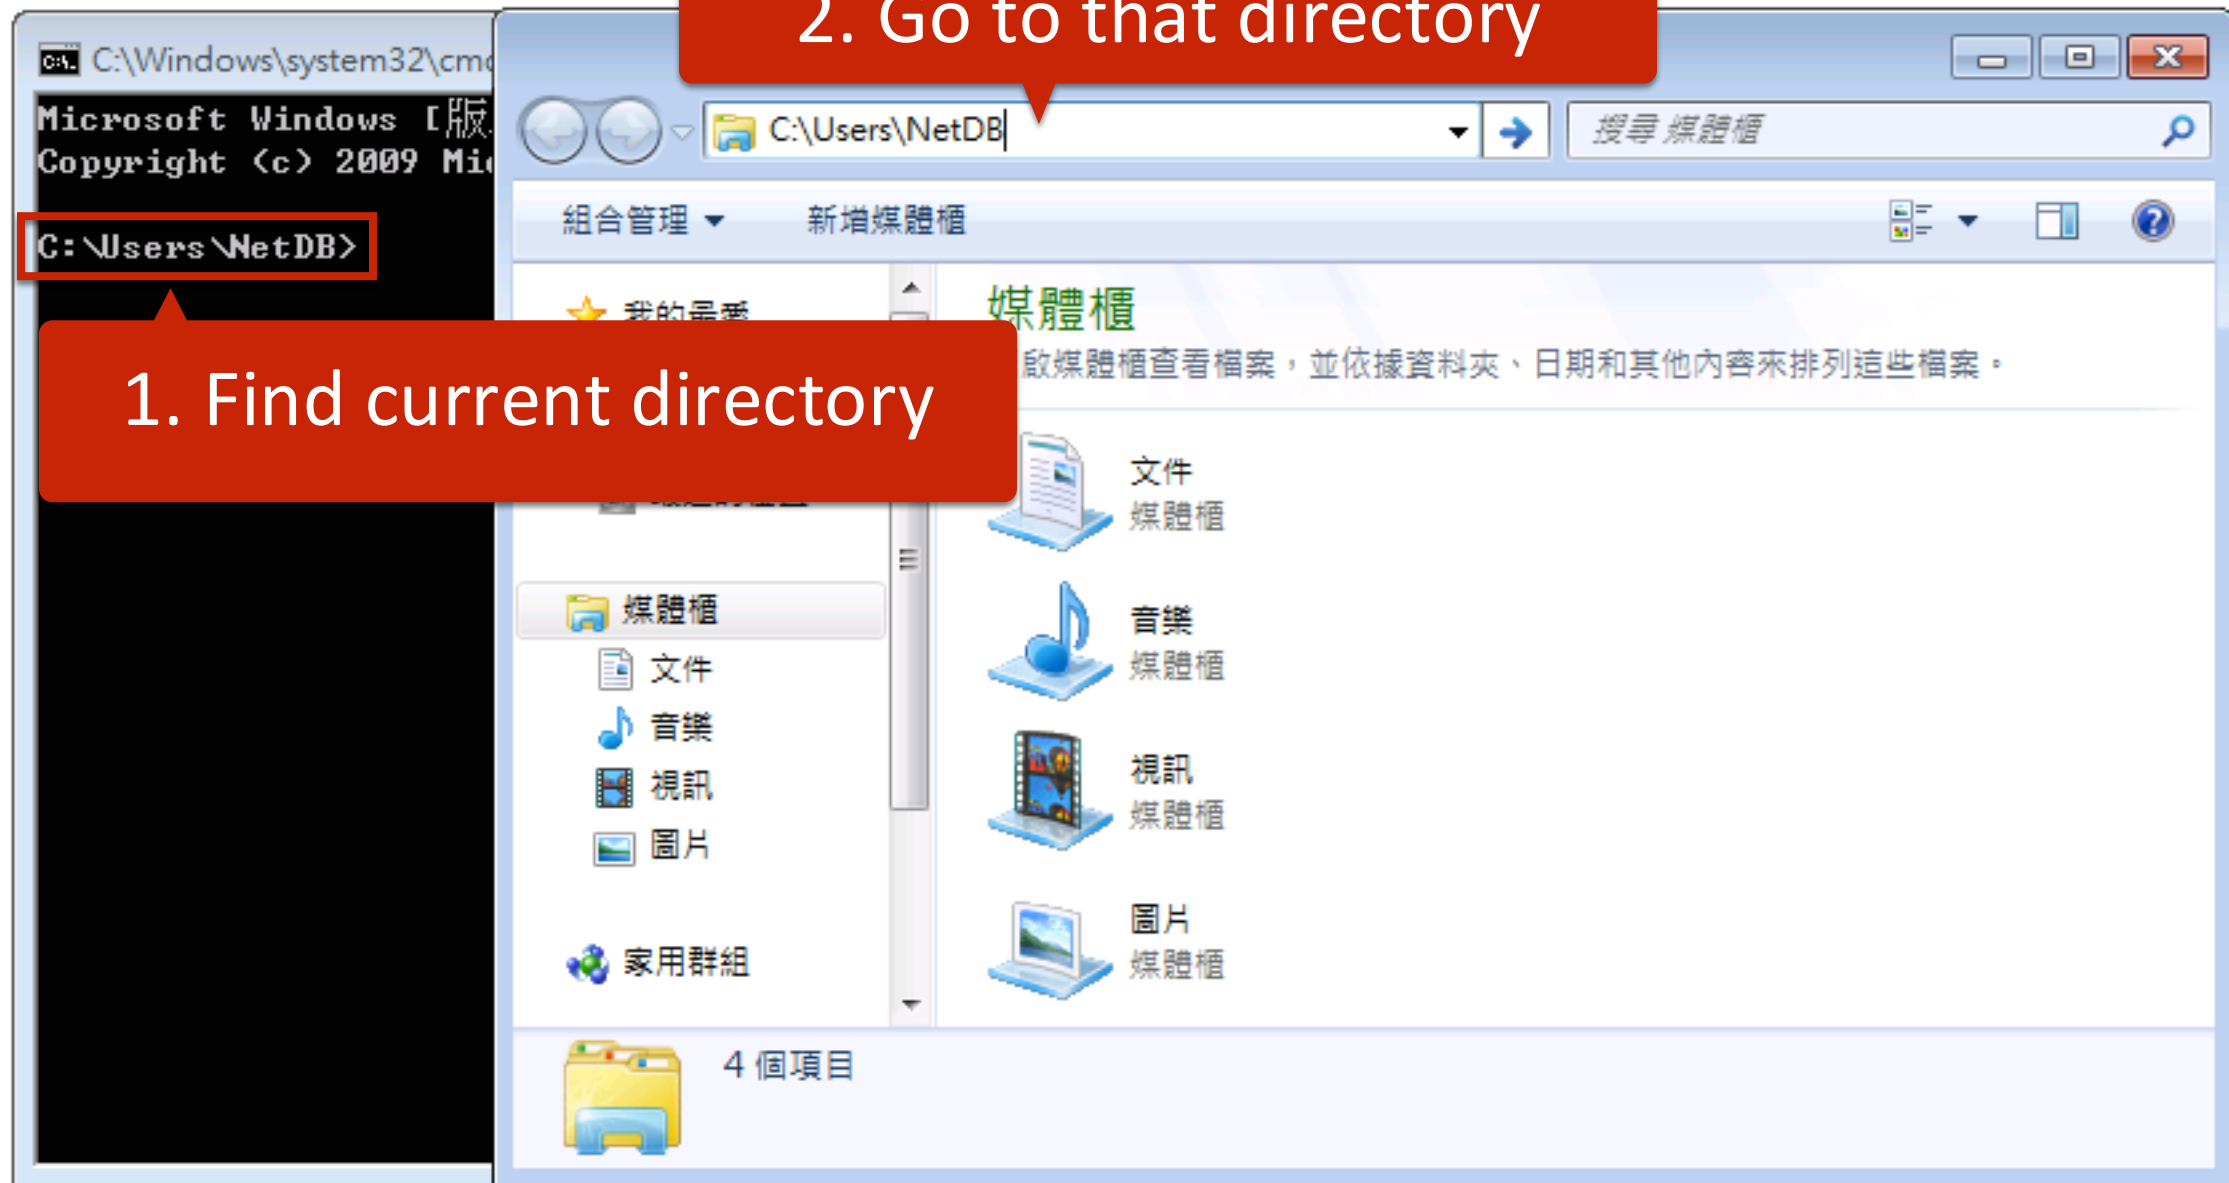 2. Go to that directory
C:\Windows\system32\cmd
Microsoft Windows [版
Copyright (c) 2009 Mi
C:\Users\NetDB>
1. Find current directory
C:\Users\NetDB
搜尋 媒體櫃
組合管理
新增媒體櫃
我的最愛
媒體櫃
文件
音樂
視訊
圖片
家用群組
媒體櫃
啟媒體櫃查看檔案，並依據資料夾、日期和其他內容來排列這些檔案。
文件
媒體櫃
音樂
媒體櫃
視訊
媒體櫃
圖片
媒體櫃
4 個項目